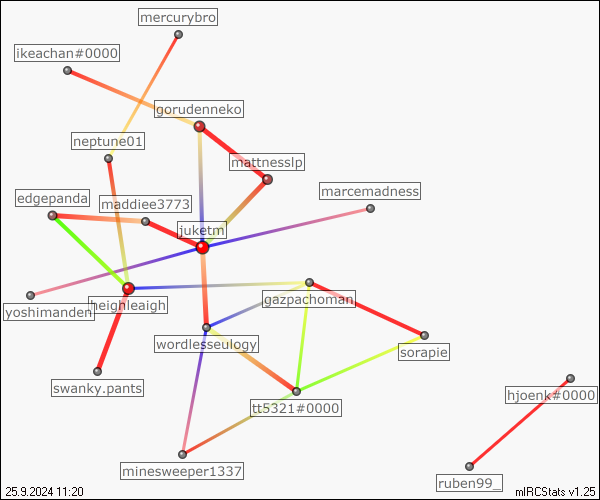 mercurybro
ikeachan#0000
gorudenneko
neptune01
mattnesslp
marcemadness
edgepanda
maddiee3773
juketm
heighleaigh
gazpachoman
yoshimanden
wordlesseulogy
sorapie
swanky.pants
hjoenk#0000
tt5321#0000
minesweeper1337
ruben99_
25.9.2024 11:20
mIRCStats v1.25